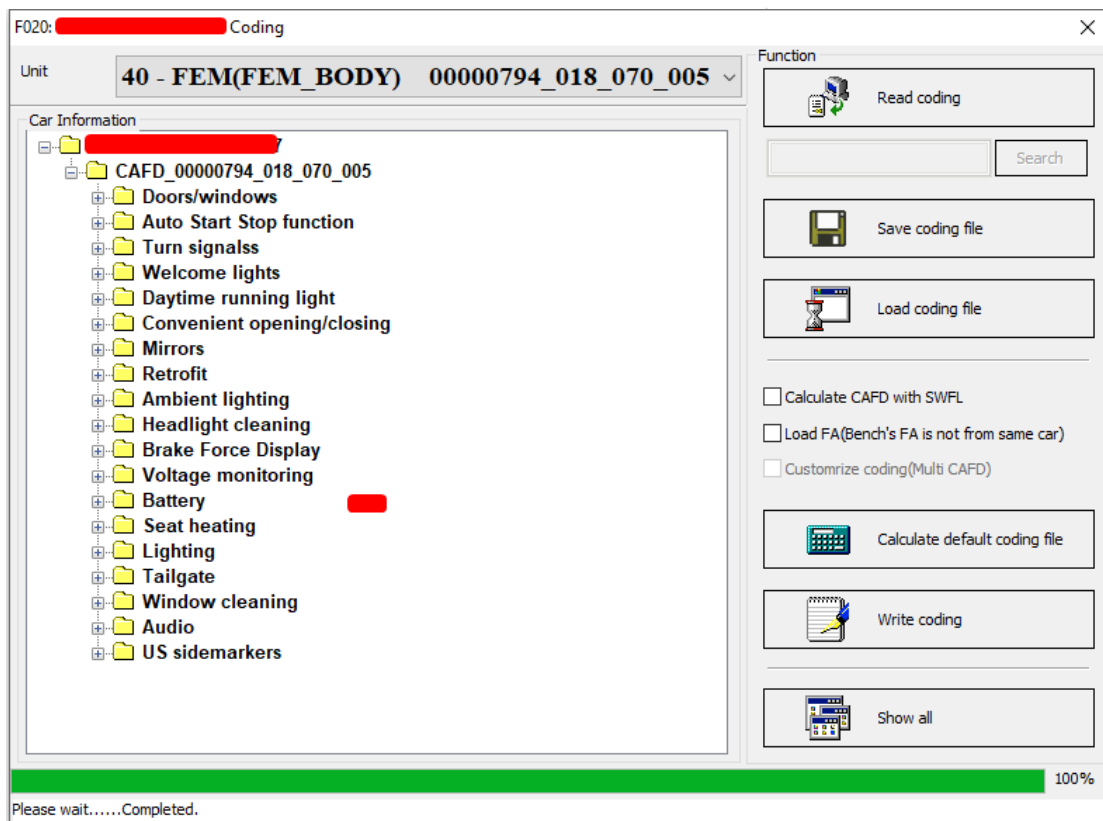 F020: Coding
Unit
40 - FEM(FEM_BODY) 00000794_018_070_005
Function
Read coding
Search
Save coding file
Load coding file
Calculate CAFD with SWFL
Load FA(Bench's FA is not from same car)
Customrize coding(Multi CAFD)
Calculate default coding file
Write coding
Show all
Car Information
CAFD_00000794_018_070_005
Doors/windows
Auto Start Stop function
Turn signalss
Welcome lights
Daytime running light
Convenient opening/closing
Mirrors
Retrofit
Ambient lighting
Headlight cleaning
Brake Force Display
Voltage monitoring
Battery
Seat heating
Lighting
Tailgate
Window cleaning
Audio
US sidemarkers
100%
Please wait......Completed.